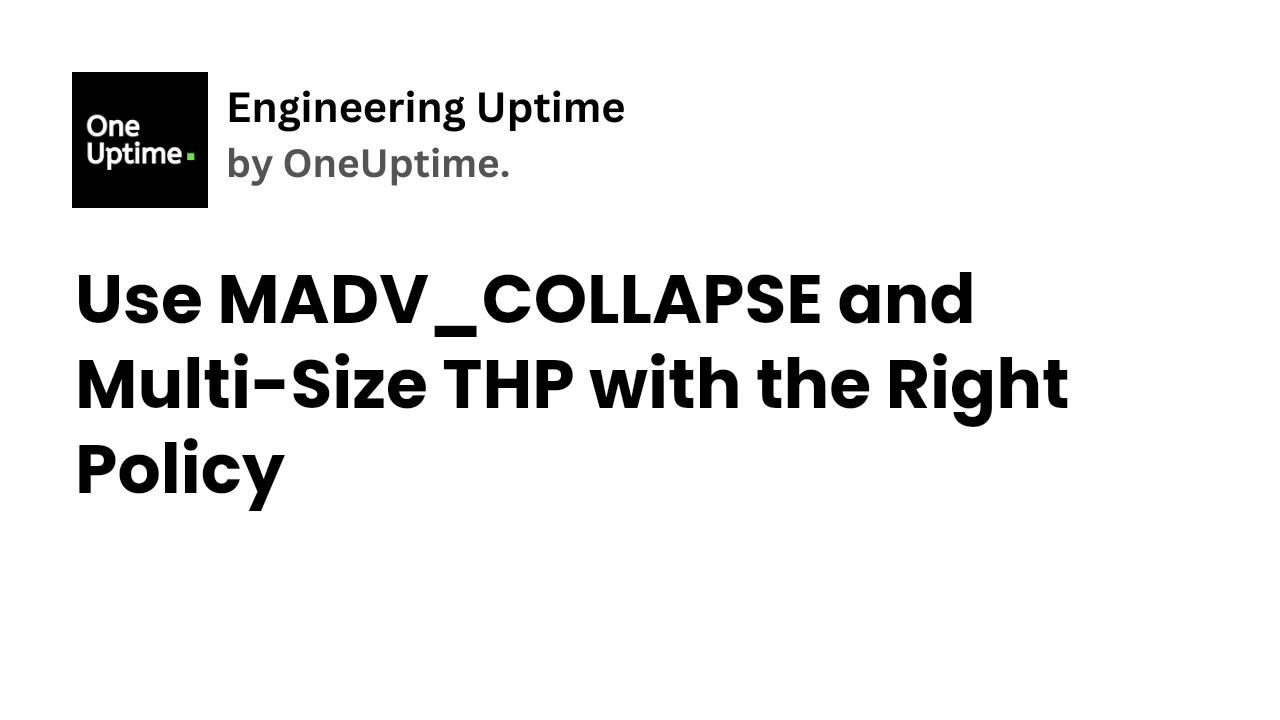 One
Uptime
Engineering Uptime
by OneUptime.
Use MADV_COLLAPSE and
Multi-Size THP with the Right
Policy